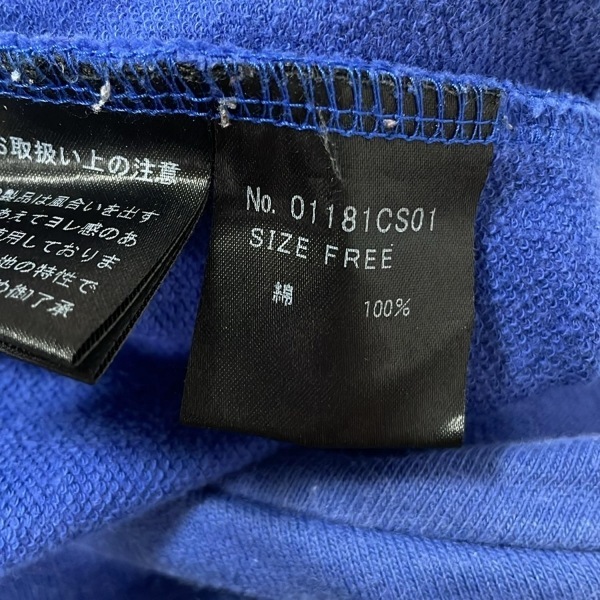 S取扱い上の注意
製品は風合いを出す
あえてヨレ感のあ
使用しておりま
地の特性で
め御了承
No. 01181CS01
SIZE FREE
綿 100%